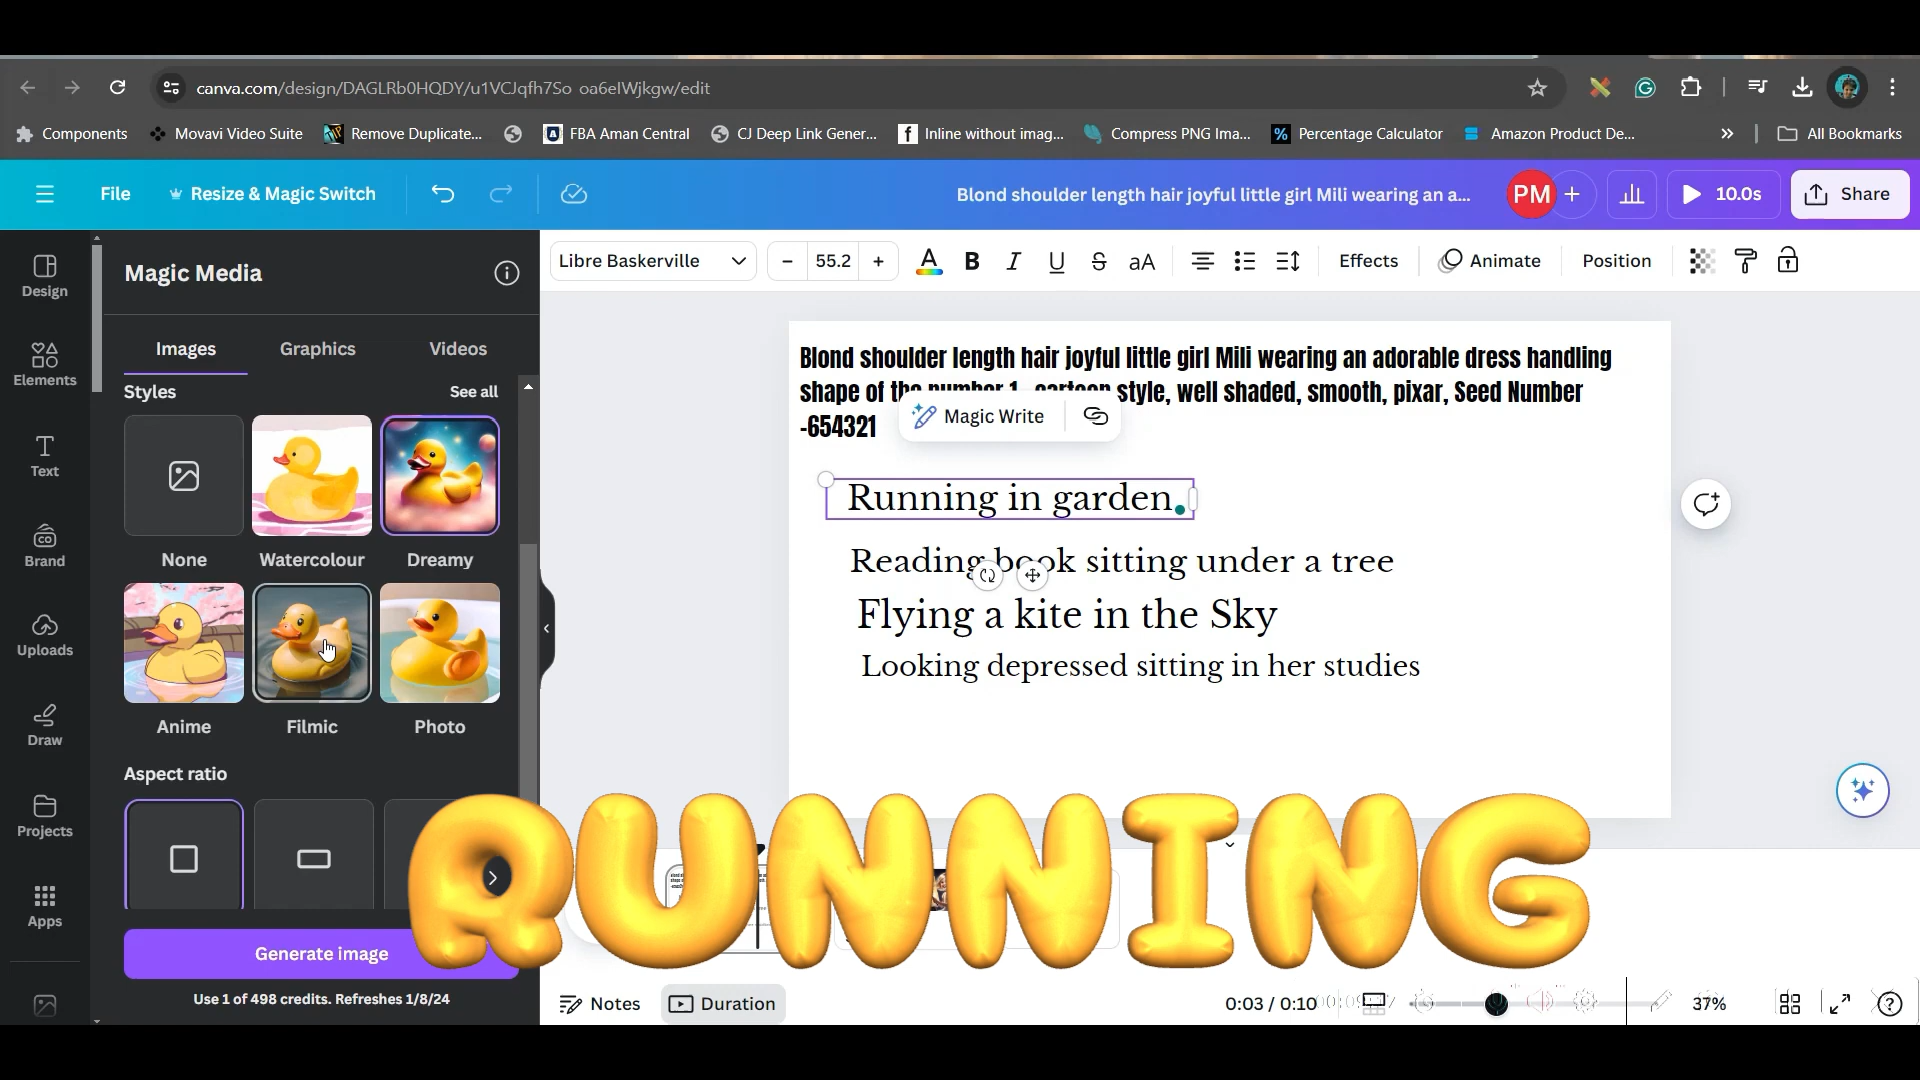 canva.com/design/DAGLRb0HQDY/u1VCJqfh7So oa6eIWjkgw/edit
Components
Movavi Video Suite
Remove Duplicate...
FBA Aman Central
CJ Deep Link Gener...
Inline without imag...
Compress PNG Ima...
Percentage Calculator
Amazon Product De...
All Bookmarks
File
Resize & Magic Switch
Blond shoulder length hair joyful little girl Mili wearing an a...
PM
10.0s
Share
Design
Elements
Text
Brand
Uploads
Draw
Projects
Apps
Magic Media
Images
Graphics
Videos
Styles
See all
None
Watercolour
Dreamy
Anime
Filmic
Photo
Aspect ratio
Generate image
Use 1 of 498 credits. Refreshes 1/8/24
Libre Baskerville
55.2
Effects
Animate
Position
Blond shoulder length hair joyful little girl Mili wearing an adorable dress handling
shape of the number 1, cartoon style, well shaded, smooth, pixar, Seed Number
-654321
Magic Write
Running in garden.
Reading book sitting under a tree
Flying a kite in the Sky
Looking depressed sitting in her studies
RUNNING
Notes
Duration
0:03 / 0:10
37%